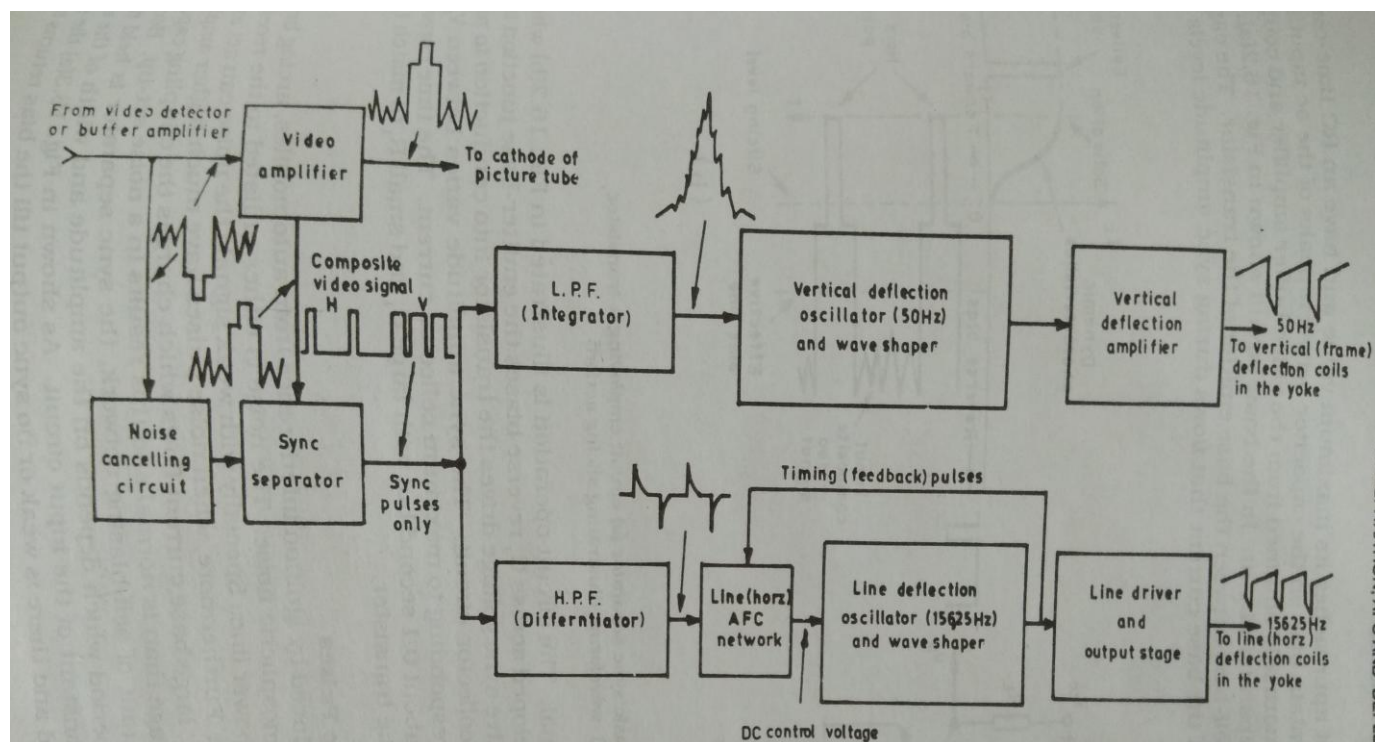 From video detector
or buffer amplifier
Video
amplifier
To cathode of
picture tube
Composite
video signal
H
V
L.P.F.
(Integrator)
Vertical deflection
oscillator (50Hz)
and wave shaper
Vertical
deflection
amplifier
50Hz
To vertical (frame)
deflection coils
in the yoke
Noise
cancelling
circuit
Sync
separator
Sync
pulses
only
Timing (feedback) pulses
H.P.F.
(Differntiator)
Line(horz)
AFC
network
Line deflection
oscillator (15625Hz)
and wave shaper
Line driver
and
output stage
15625Hz
To line(horz)
deflection coils
in the yoke
DC control voltage